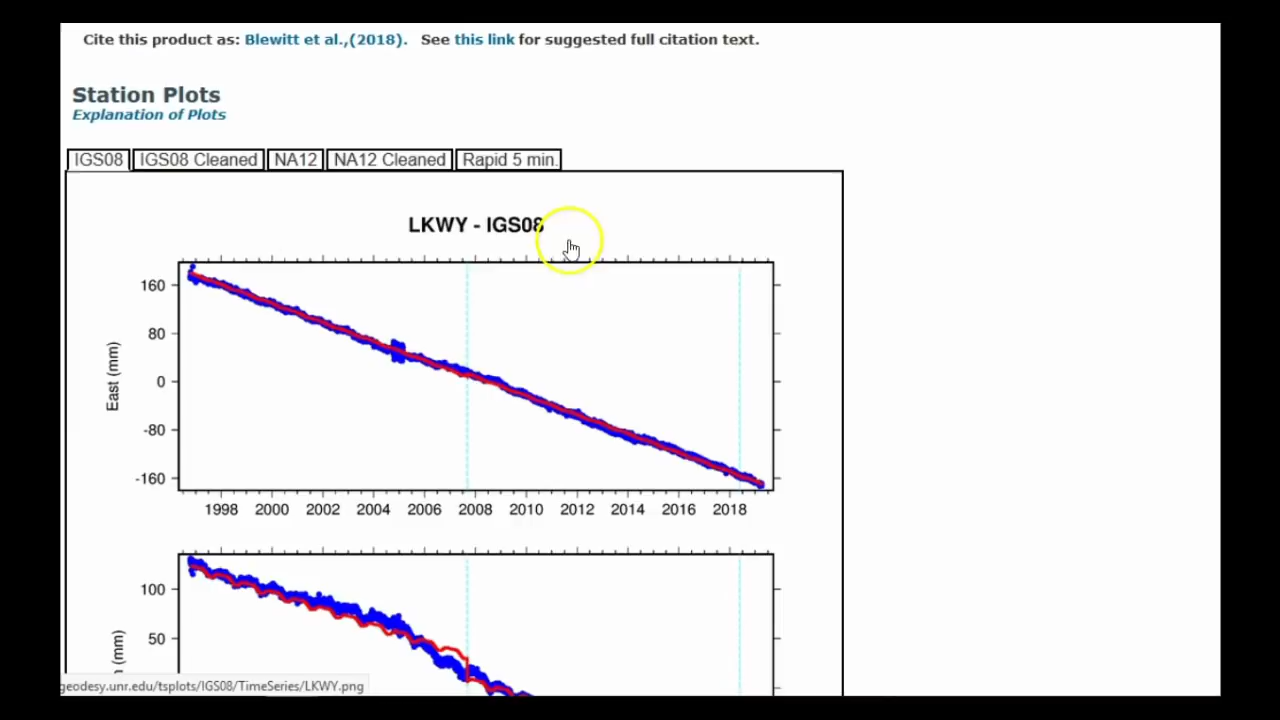 Cite this product as: Blewitt et al.,(2018). See this link for suggested full citation text.
Station Plots
Explanation of Plots
IGS08 IGS08 Cleaned NA12 NA12 Cleaned Rapid 5 min.
LKWY - IGS08
160
80
0
-80
-160
East (mm)
1998 2000 2002 2004 2006 2008 2010 2012 2014 2016 2018
100
50
(mm)
geodesy.unr.edu/tsplots/IGS08/TimeSeries/LKWY.png